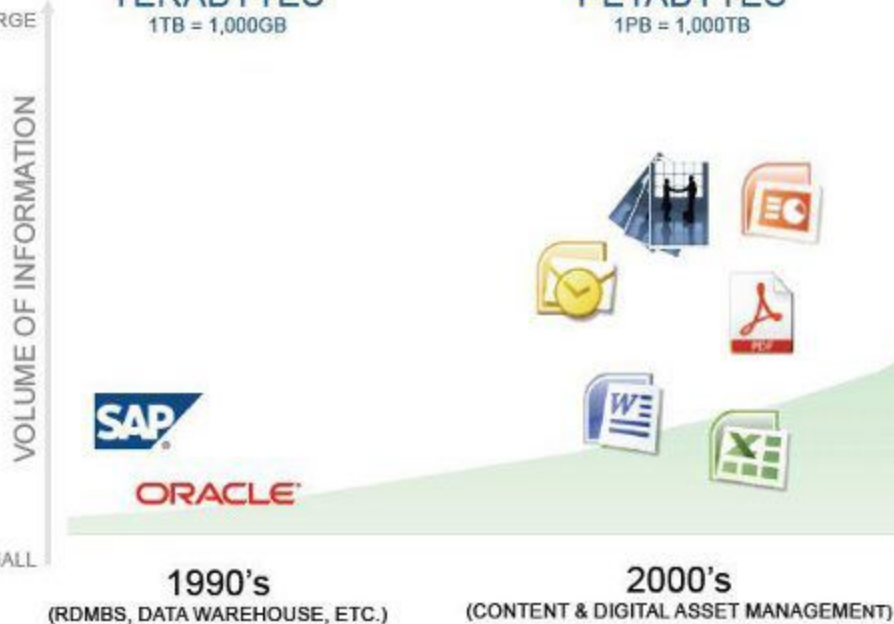 1TB = 1,000GB
1PB = 1,000TB
VOLUME OF INFORMATION
SAP
ORACLE
W
X
PDF
1990's
(RDMBS, DATA WAREHOUSE, ETC.)
2000's
(CONTENT & DIGITAL ASSET MANAGEMENT)